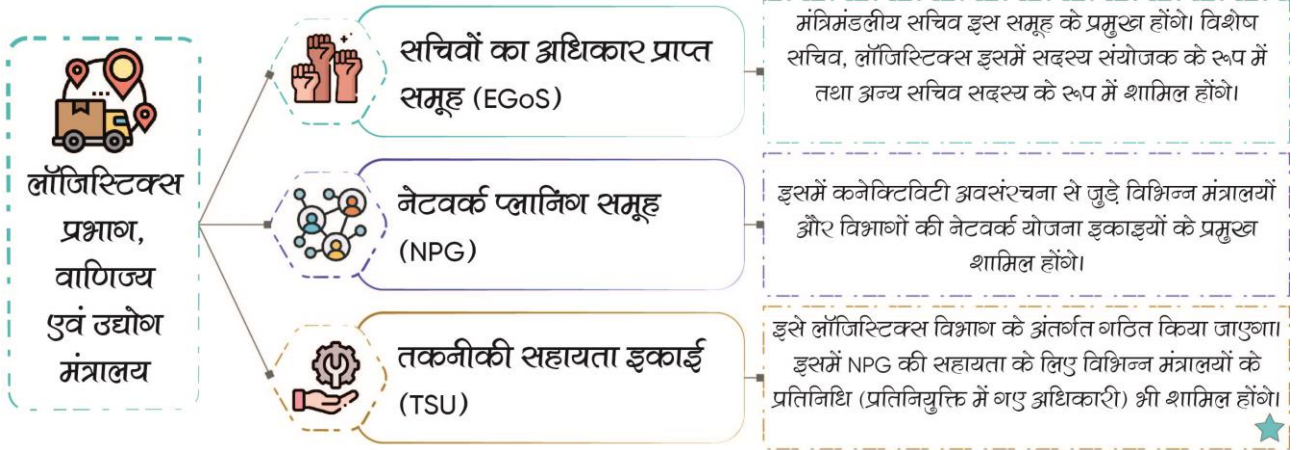 लॉजिस्टिक्स
प्रभाग,
वाणिज्य
एवं उद्योग
मंत्रालय
सचिवों का अधिकार प्राप्त
समूह (EGoS)
मंत्रिमंडलीय सचिव इस समूह के प्रमुख होंगे। विशेष
सचिव, लॉजिस्टिक्स इसमें सदस्य संयोजक के रूप में
तथा अन्य सचिव सदस्य के रूप में शामिल होंगे।
नेटवर्क प्लानिंग समूह
(NPG)
इसमें कनेक्टिविटी अवसंरचना से जुड़े विभिन्न मंत्रालयों
और विभागों की नेटवर्क योजना इकाइयों के प्रमुख
शामिल होंगे।
तकनीकी सहायता इकाई
(TSU)
इसे लॉजिस्टिक्स विभाग के अंतर्गत गठित किया जाएगा।
इसमें NPG की सहायता के लिए विभिन्न मंत्रालयों के
प्रतिनिधि (प्रतिनियुक्ति में गए अधिकारी) भी शामिल होंगे।